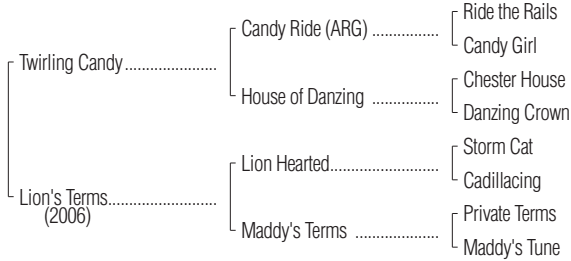 Ride the Rails
Candy Ride (ARG) ................
Candy Girl
Twirling Candy ......................
Chester House
House of Danzing ................
Danzing Crown
Storm Cat
Lion Hearted..........................
Cadillacing
Lion's Terms..........................
(2006)
Private Terms
Maddy's Terms ....................
Maddy's Tune